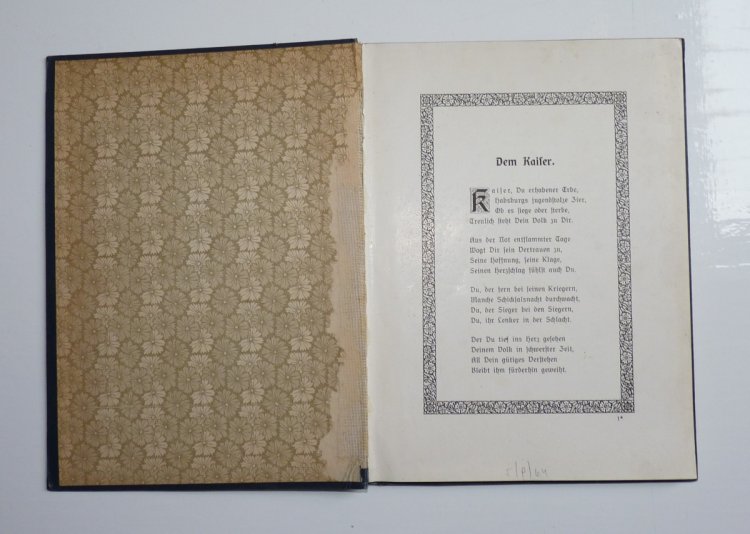 Dem Kaiser.
Kaiser, Du erhabener Erbe,
Habsburgs jugendstolze Zier,
Ob es siege oder sterbe,
Treulich steht Dein Volk zu Dir.
Aus der Not entflammter Tage
Wogt Dir sein Vertrauen zu,
Seine Hoffnung, seine Klage,
Seinen Herzschlag fühlst auch Du.
Du, der fern bei seinen Kriegern,
Manche Schicksalsnacht durchwacht,
Du, der Sieger bei den Siegern,
Du, ihr Lenker in der Schlacht.
Der Du tief ins Herz gesehen
Deinem Volk in schwerster Zeit,
All Dein gütiges Verstehen
Bleibt ihm fürderhin geweiht.
1*